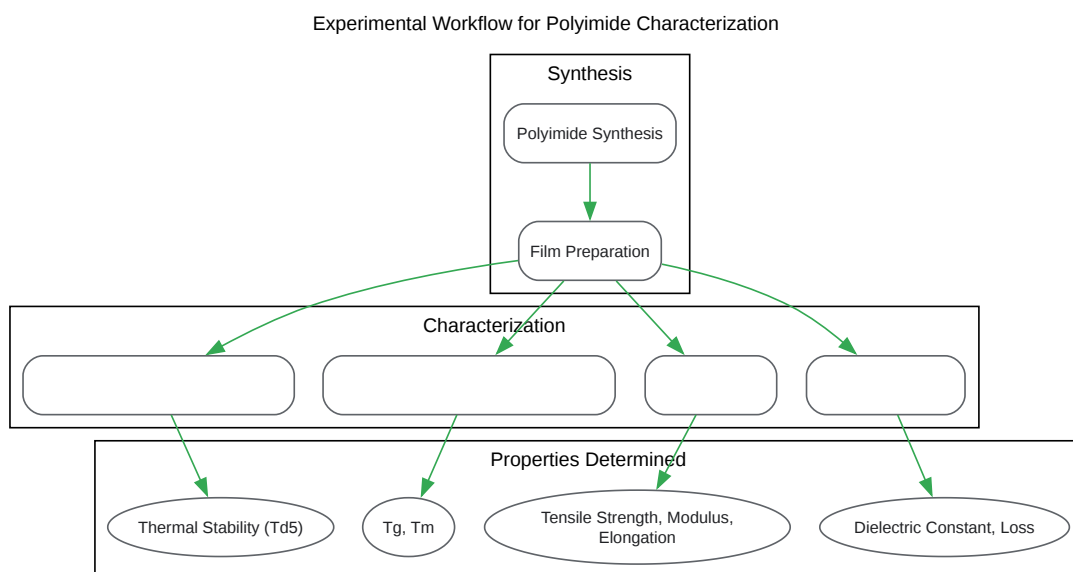 Experimental Workflow for Polyimide Characterization
Synthesis
Polyimide Synthesis
Film Preparation
Characterization
Properties Determined
Thermal Stability (Td5)
Tg, Tm
Tensile Strength, Modulus,
Elongation
Dielectric Constant, Loss